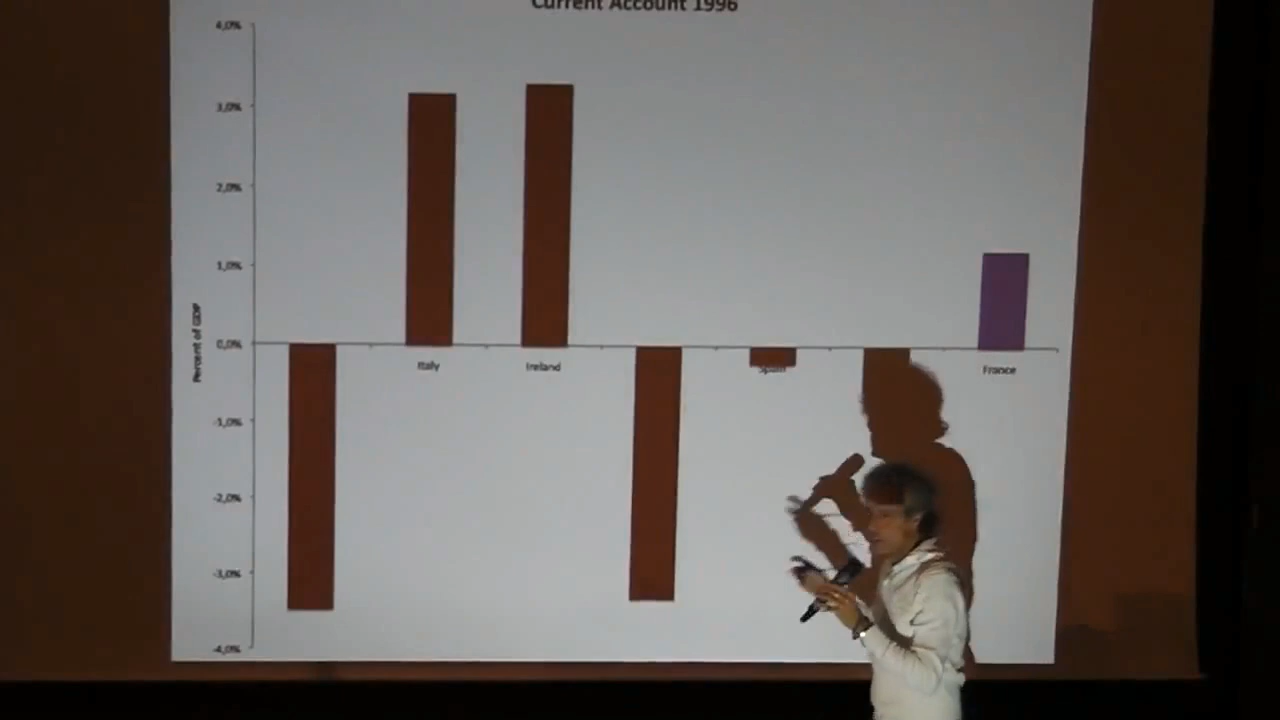 Current Account 1996
4,0%
3,0%
2,0%
1,0%
0,0%
-1,0%
-2,0%
-3,0%
-4,0%
Percent of GDP
Italy
Ireland
Spain
France